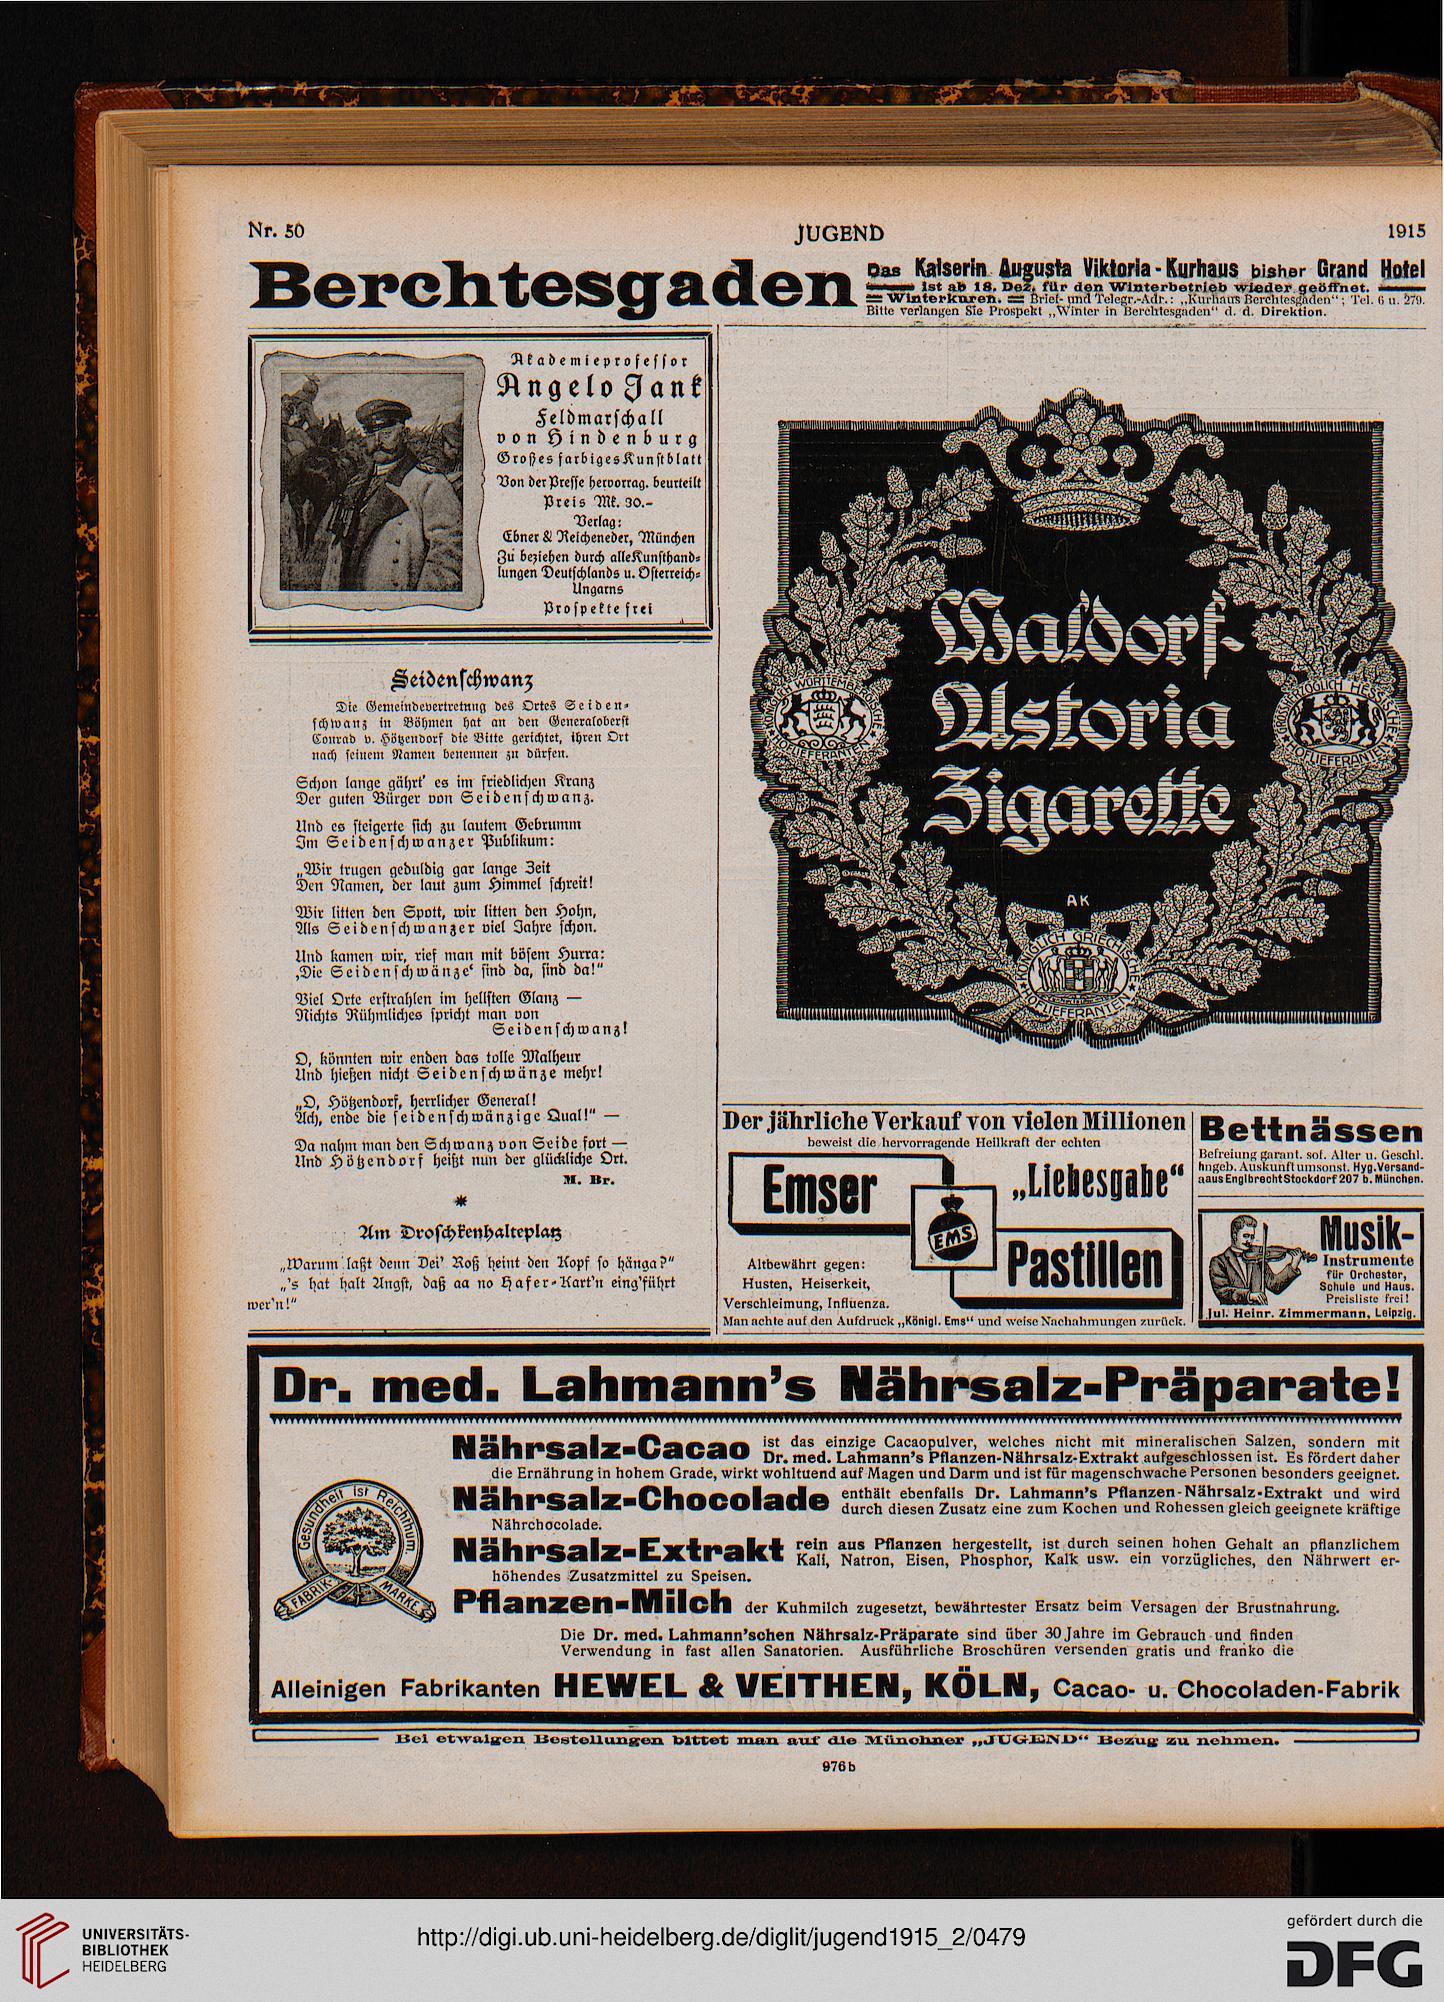 Nr. 50
JUGEND
1915
Berchtesgaden
Das Kaiserin Augusta Viktoria-Kurhaus bisher Grand Hotel
ist ab 18. Dez. für den Winterbetrieb wieder geöffnet.
Winterkuren. Brief- und Telegr.-Adr.: „Kurhaus Berchtesgaden“; Tel. 6 u. 279.
Bitte verlangen Sie Prospekt „Winter in Berchtesgaden“ d. d. Direktion.
Akademieprofessor
Angelo Jank
Feldmarschall
von Hindenburg
Großes farbiges Kunstblatt
Von der Presse hervorrag. beurteilt
Preis Mk. 30.-
Verlag:
Ebner & Reicheneder, München
Zu beziehen durch alle Kunsthand-
lungen Deutschlands u. Österreich-
Ungarns
Prospekte frei
Seidenschwanz
Die Gemeindevertretung des Ortes Seiden-
schwanz in Böhmen hat an den Generaloberst
Conrad v. Hötzendorf die Bitte gerichtet, ihren Ort
nach seinem Namen benennen zu dürfen.
Schon lange gährt' es im friedlichen Kranz
Der guten Bürger von Seidenschwanz.
Und es steigerte sich zu lautem Gebrumm
Im Seidenschwanzer Publikum:
„Wir trugen geduldig gar lange Zeit
Den Namen, der laut zum Himmel schreit!
Wir litten den Spott, wir litten den Hohn,
Als Seidenschwanzer viel Jahre schon.
Und kamen wir, rief man mit bösem Hurra:
‚Die Seidenschwänze‘ sind da, sind da!“
Viel Orte erstrahlen im hellsten Glanz —
Nichts Rühmliches spricht man von
Seidenschwanz!
O, könnten wir enden das tolle Malheur
Und hießen nicht Seidenschwänze mehr!
„O, Hötzendorf, herrlicher General!
Ach, ende die seidenschwänzige Qual!“ —
Da nahm man den Schwanz von Seide fort —
Und Hötzendorf heißt nun der glückliche Ort.
M. Br.
*
Am Droschkenhalteplatz
„Warum laßt denn Dei' Roß heint den Kopf so hänga?“
„'s hat halt Angst, daß aa no Hafer-Kart'n eing'führt
wer'n!“
Waldorf-
Astoria
Zigarette
KÖNIGLICH WÜRTTEMBERGISCHE HOFLIEFERANTEN
GROSSHERZOGLICH HESSISCHE HOFLIEFERANTEN
AK
KÖNIGLICH GRIECHISCHE HOFLIEFERANTEN
Der jährliche Verkauf von vielen Millionen
beweist die hervorragende Heilkraft der echten
Emser
„Liebesgabe“
EMS
Pastillen
Altbewährt gegen:
Husten, Heiserkeit,
Verschleimung, Influenza.
Man achte auf den Aufdruck „Königl. Ems“ und weise Nachahmungen zurück.
Bettnässen
Befreiung garant. sof. Alter u. Geschl.
angeb. Auskunft umsonst. Hyg. Versand-
haus Englbrecht Stockdorf 207 b. München.
Musik-
Instrumente
für Orchester,
Schule und Haus.
Preisliste frei!
Jul. Heinr. Zimmermann, Leipzig.
Dr. med. Lahmann's Nährsalz-Präparate!
Gesundheit ist Reichthum.
FABRIK-MARKE.
Nährsalz-Cacao ist das einzige Cacaopulver, welches nicht mit mineralischen Salzen, sondern mit
Dr. med. Lahmann's Pflanzen-Nährsalz-Extrakt aufgeschlossen ist. Es fördert daher
die Ernährung in hohem Grade, wirkt wohltuend auf Magen und Darm und ist für magenschwache Personen besonders geeignet.
Nährsalz-Chocolade enthält ebenfalls Dr. Lahmann's Pflanzen-Nährsalz-Extrakt und wird
durch diesen Zusatz eine zum Kochen und Rohessen gleich geeignete kräftige
Nährchocolade.
Nährsalz-Extrakt rein aus Pflanzen hergestellt, ist durch seinen hohen Gehalt an pflanzlichem
Kali, Natron, Eisen, Phosphor, Kalk usw. ein vorzügliches, den Nährwert er-
höhendes Zusatzmittel zu Speisen.
Pflanzen-Milch der Kuhmilch zugesetzt, bewährtester Ersatz beim Versagen der Brustnahrung.
Die Dr. med. Lahmann'schen Nährsalz-Präparate sind über 30 Jahre im Gebrauch und finden
Verwendung in fast allen Sanatorien. Ausführliche Broschüren versenden gratis und franko die
Alleinigen Fabrikanten HEWEL & VEITHEN, KÖLN, Cacao- u. Chocoladen-Fabrik
Bei etwaigen Bestellungen bittet man auf die Münchner „JUGEND“ Bezug zu nehmen.
976 b
UNIVERSITÄTS-
BIBLIOTHEK
HEIDELBERG
http://digi.ub.uni-heidelberg.de/diglit/jugend1915_2/0479
gefördert durch die
DFG